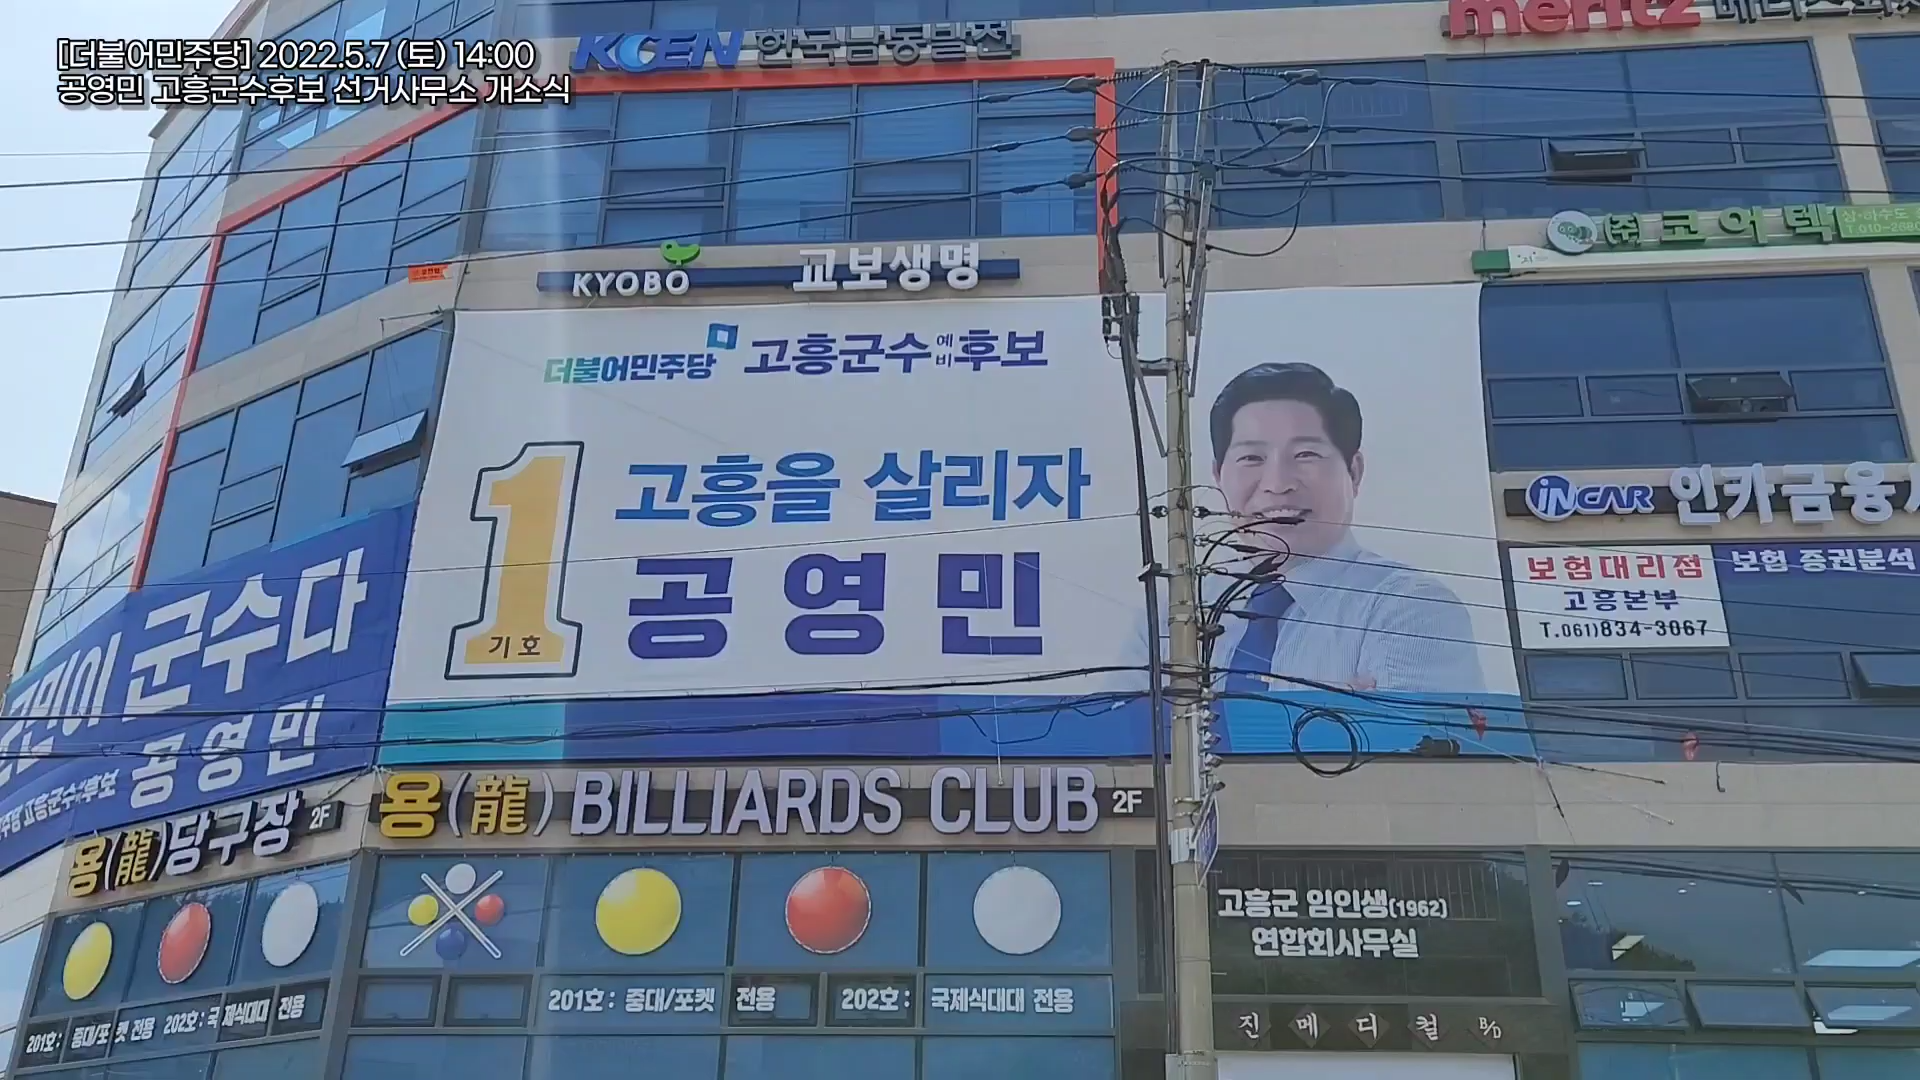 [더불어민주당] 2022.5.7 (토) 14:00
공영민 고흥군수후보 선거사무소 개소식
KOEN 한국남동발전
meritz
KYOBO 교보생명
(주)코어텍
더불어민주당 고흥군수예비후보
1
기호
고흥을 살리자
공영민
INCAR 인카금융
보험대리점
고흥본부
T.061)834-3067
보험 증권분석
군수다
고흥군수예비후보 공영민
용(龍)당구장 2F
용(龍) BILLIARDS CLUB 2F
201호: 중대/포켓 전용 202호: 국제식대대 전용
201호: 중대/포켓 전용 202호: 국제식대대 전용
고흥군 임인생(1962)
연합회사무실
진메디컬 B/D